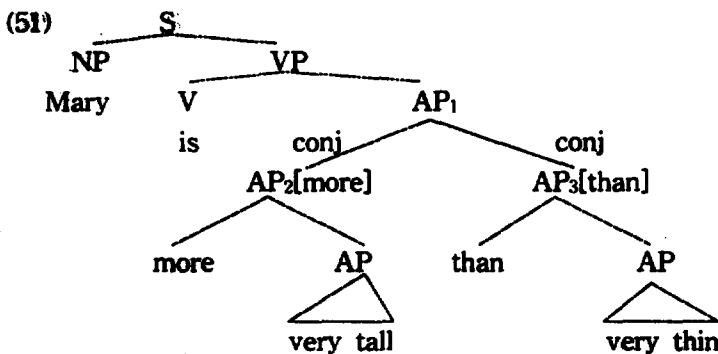 (51) S
NP VP
Mary V AP₁
is conj conj
AP₂[more] AP₃[than]
more AP than AP
very tall very thin